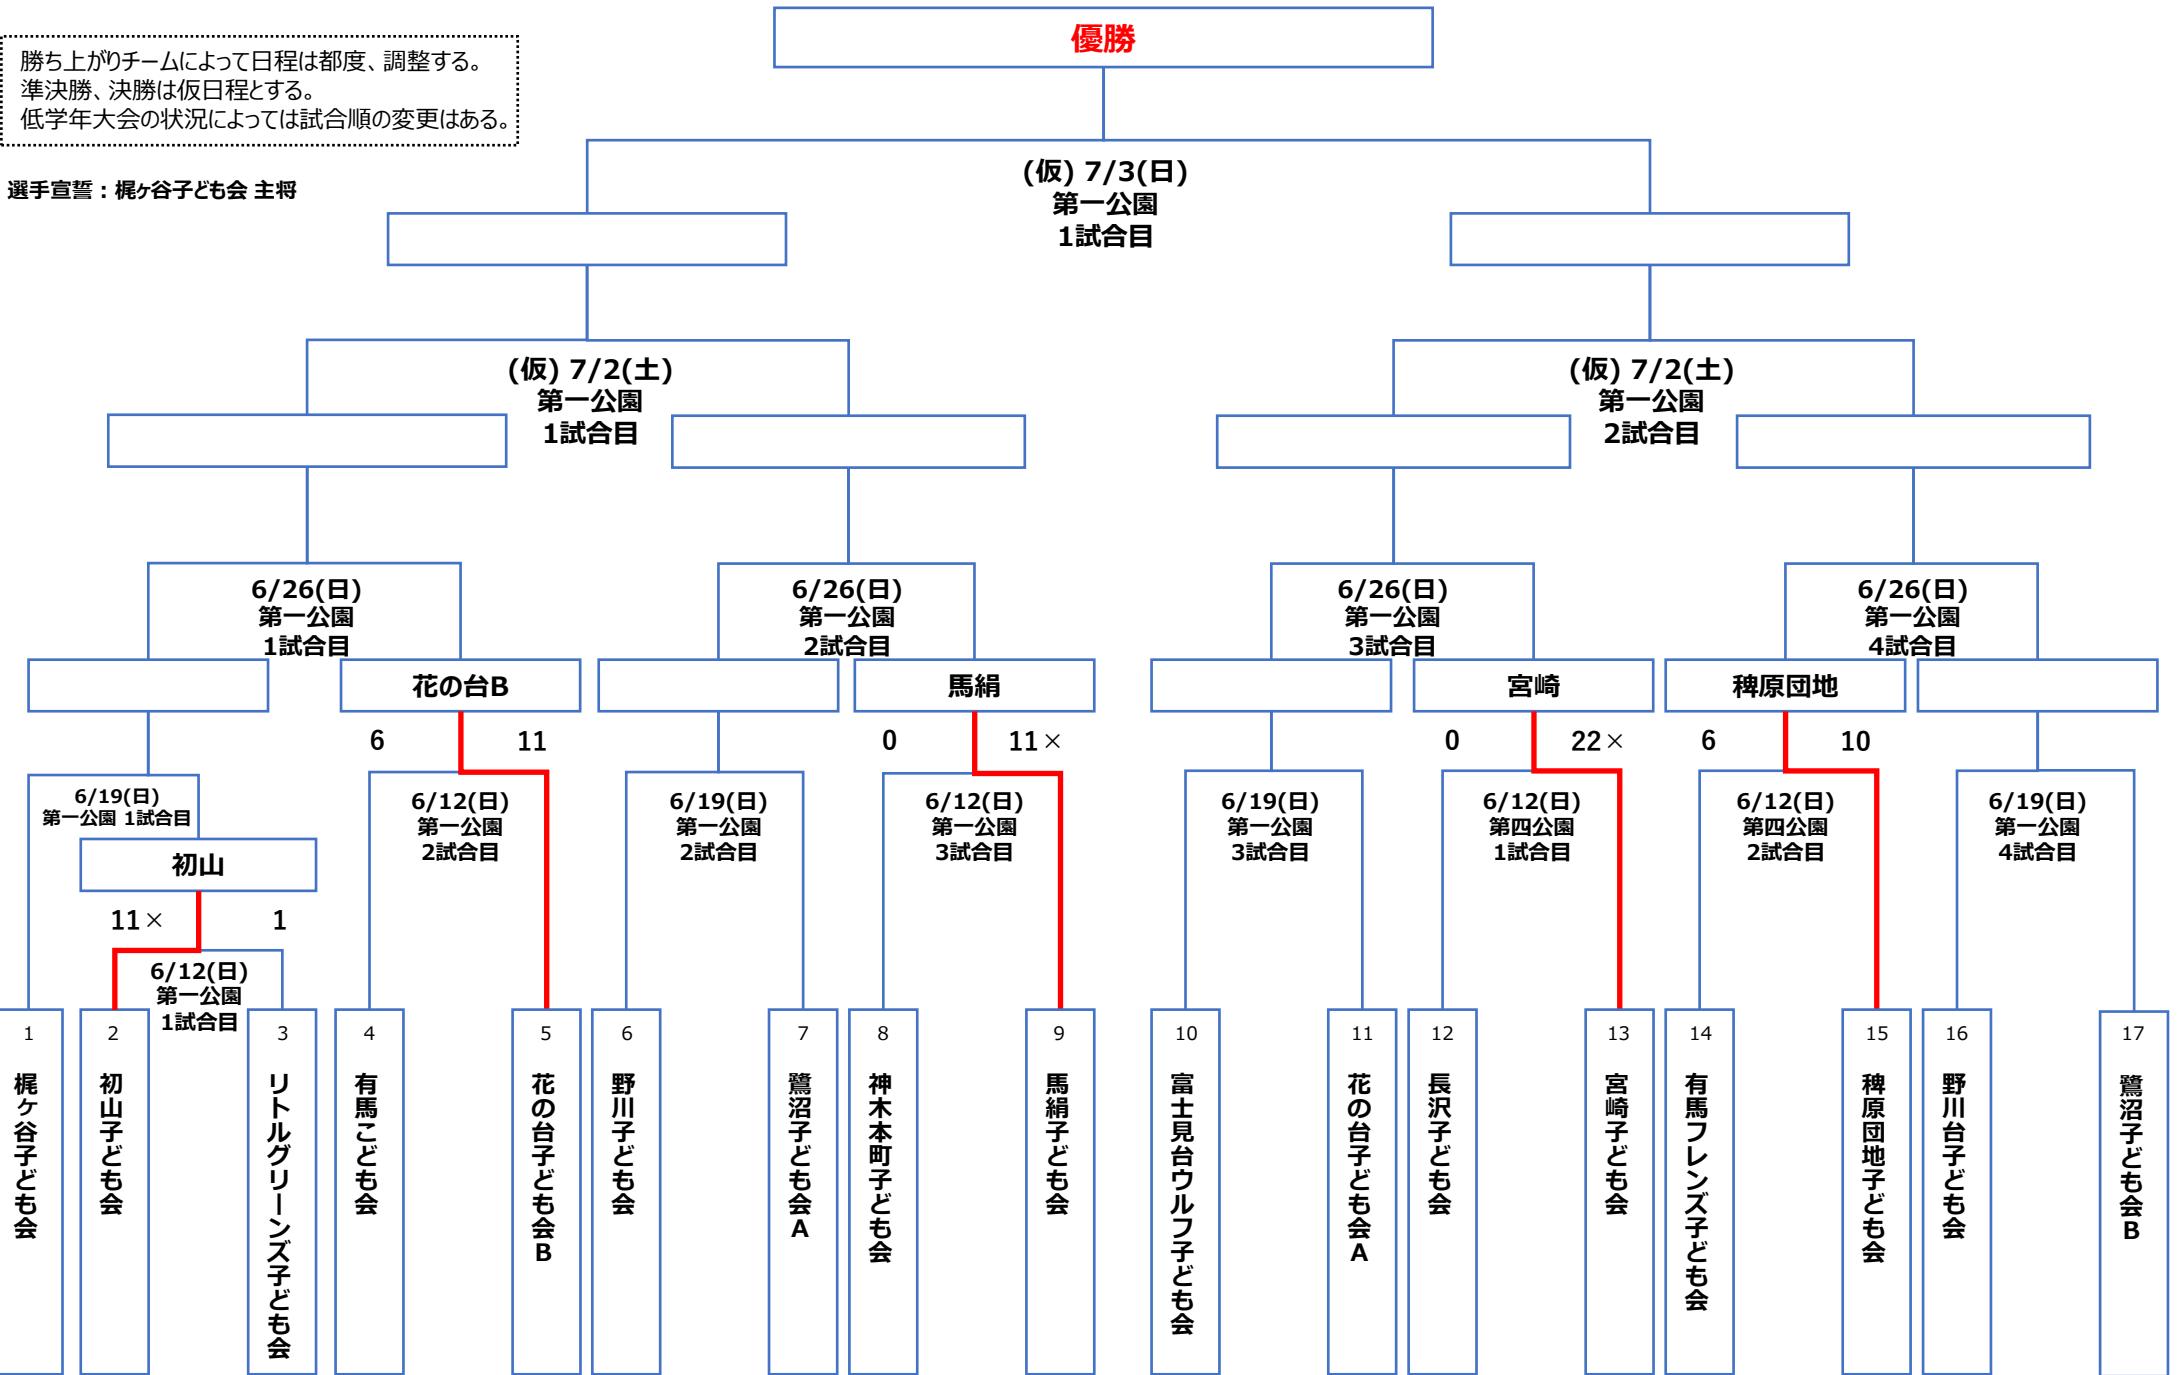 優勝
勝ち上がりチームによって日程は都度、調整する。
準決勝、決勝は仮日程とする。
低学年大会の状況によっては試合順の変更はある。
選手宣誓：梶ヶ谷子ども会 主将
(仮) 7/3(日)
第一公園
1試合目
(仮) 7/2(土)
第一公園
1試合目
(仮) 7/2(土)
第一公園
2試合目
6/26(日)
第一公園
1試合目
6/26(日)
第一公園
2試合目
6/26(日)
第一公園
3試合目
6/26(日)
第一公園
4試合目
花の台B
馬絹
宮崎
稗原団地
6 11
0 11×
0 22×
6 10
6/19(日)
第一公園 1試合目
6/12(日)
第一公園
2試合目
6/19(日)
第一公園
2試合目
6/12(日)
第一公園
3試合目
6/19(日)
第一公園
3試合目
6/12(日)
第四公園
1試合目
6/12(日)
第四公園
2試合目
6/19(日)
第一公園
4試合目
初山
11× 1
6/12(日)
第一公園
1試合目
1
梶ケ谷子ども会
2
初山子ども会
3
リトルグリーンズ子ども会
4
有馬こども会
5
花の台子ども会B
6
野川子ども会
7
鷺沼子ども会A
8
神木本町子ども会
9
馬絹子ども会
10
富士見台ウルフ子ども会
11
花の台子ども会A
12
長沢子ども会
13
宮崎子ども会
14
有馬フレンズ子ども会
15
稗原団地子ども会
16
野川台子ども会
17
鷺沼子ども会B